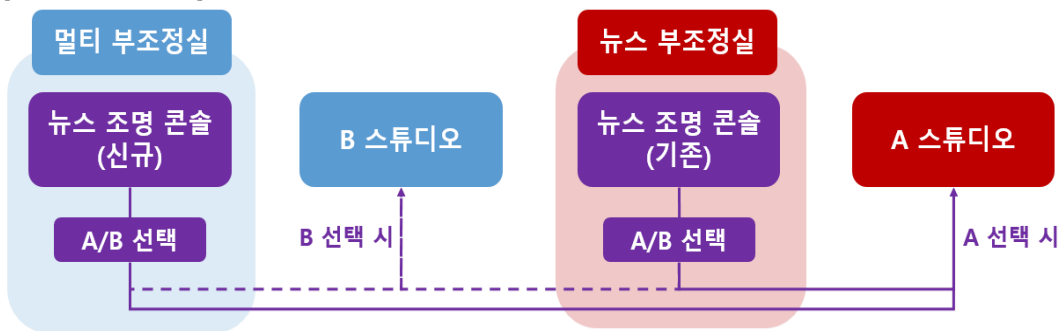 멀티 부조정실
뉴스 부조정실
뉴스 조명 콘솔
(신규)
B 스튜디오
뉴스 조명 콘솔
(기존)
A 스튜디오
A/B 선택
B 선택 시
A/B 선택
A 선택 시